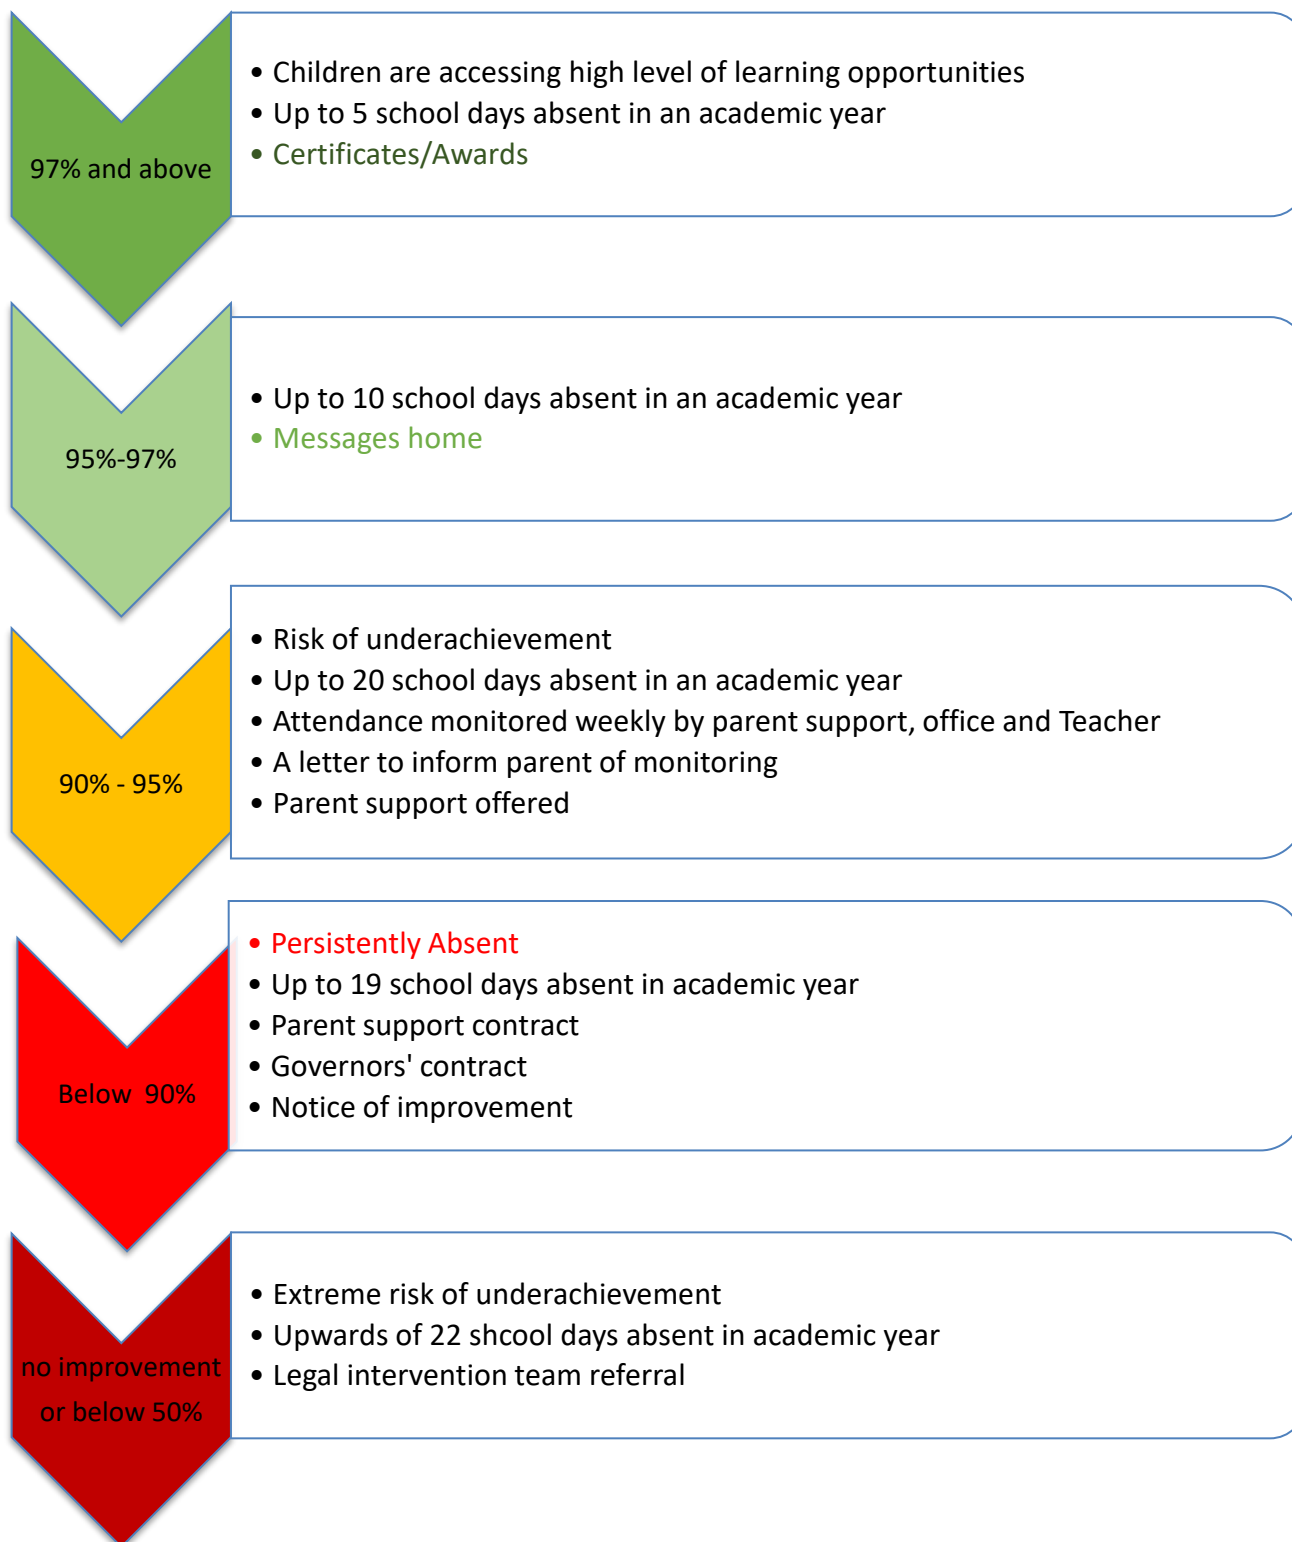 97% and above
• Children are accessing high level of learning opportunities
• Up to 5 school days absent in an academic year
• Certificates/Awards
95%-97%
• Up to 10 school days absent in an academic year
• Messages home
90% - 95%
• Risk of underachievement
• Up to 20 school days absent in an academic year
• Attendance monitored weekly by parent support, office and Teacher
• A letter to inform parent of monitoring
• Parent support offered
Below 90%
• Persistently Absent
• Up to 19 school days absent in academic year
• Parent support contract
• Governors' contract
• Notice of improvement
no improvement
or below 50%
• Extreme risk of underachievement
• Upwards of 22 shcool days absent in academic year
• Legal intervention team referral